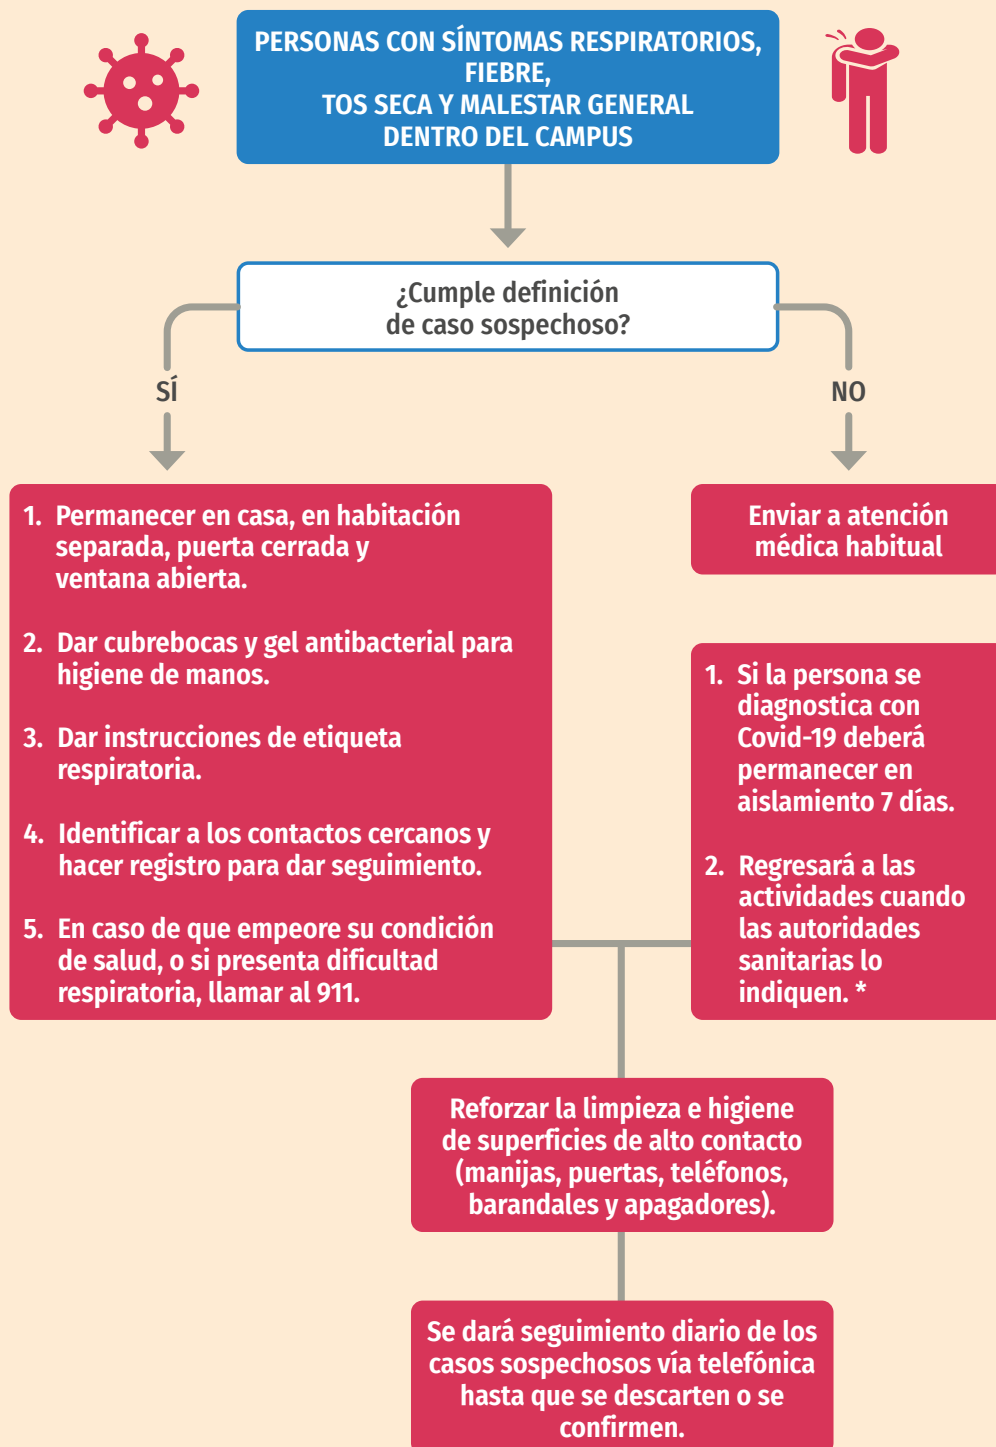 PERSONAS CON SÍNTOMAS RESPIRATORIOS,
FIEBRE,
TOS SECA Y MALESTAR GENERAL
DENTRO DEL CAMPUS
¿Cumple definición
de caso sospechoso?
SÍ
NO
1. Permanecer en casa, en habitación
separada, puerta cerrada y
ventana abierta.
2. Dar cubrebocas y gel antibacterial para
higiene de manos.
3. Dar instrucciones de etiqueta
respiratoria.
4. Identificar a los contactos cercanos y
hacer registro para dar seguimiento.
5. En caso de que empeore su condición
de salud, o si presenta dificultad
respiratoria, llamar al 911.
Enviar a atención
médica habitual
1. Si la persona se
diagnostica con
Covid-19 deberá
permanecer en
aislamiento 7 días.
2. Regresará a las
actividades cuando
las autoridades
sanitarias lo
indiquen. *
Reforzar la limpieza e higiene
de superficies de alto contacto
(manijas, puertas, teléfonos,
barandales y apagadores).
Se dará seguimiento diario de los
casos sospechosos vía telefónica
hasta que se descarten o se
confirmen.